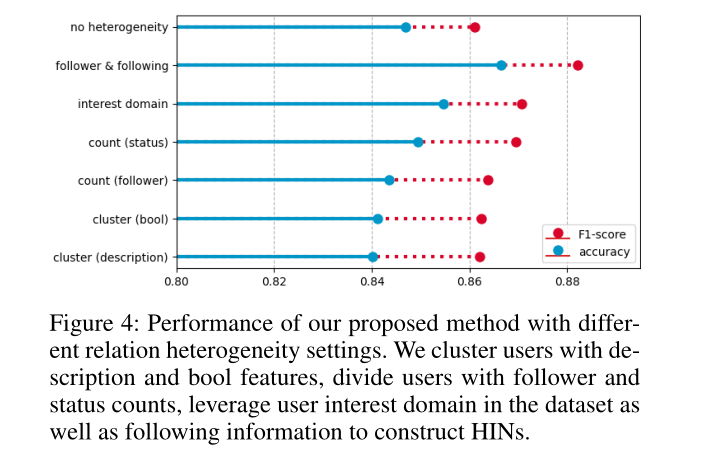 no heterogeneity
follower & following
interest domain
count (status)
count (follower)
cluster (bool)
cluster (description)
F1-score
accuracy
0.80 0.82 0.84 0.86 0.88
Figure 4: Performance of our proposed method with differ-
ent relation heterogeneity settings. We cluster users with de-
scription and bool features, divide users with follower and
status counts, leverage user interest domain in the dataset as
well as following information to construct HINs.